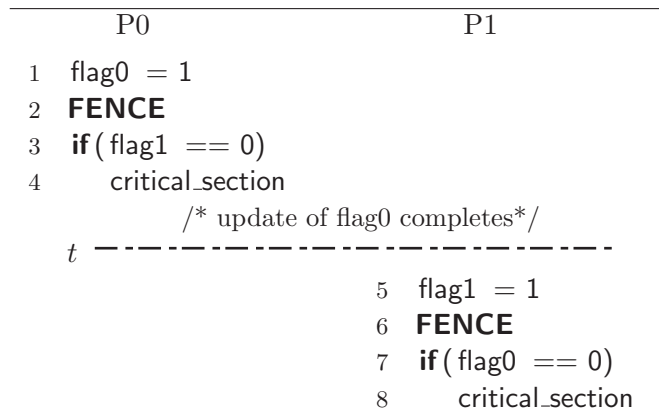 P0 P1
1 flag0 = 1
2 FENCE
3 if ( flag1 == 0)
4 critical_section
/* update of flag0 completes*/
t
5 flag1 = 1
6 FENCE
7 if ( flag0 == 0)
8 critical_section